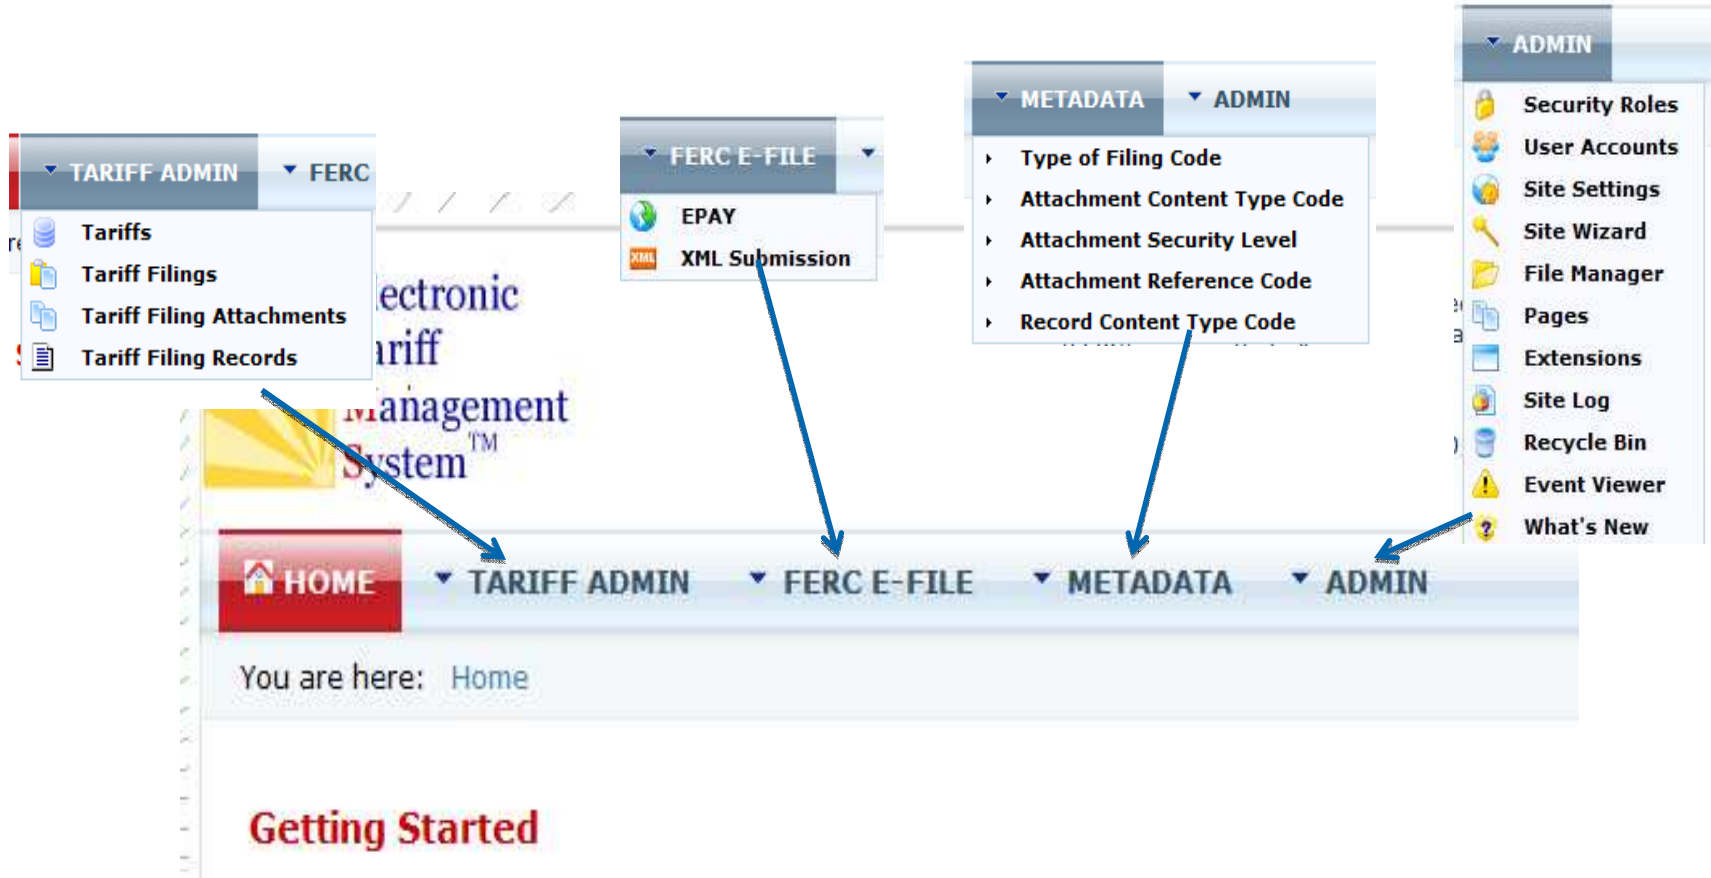 TARIFF ADMIN FERC
Tariffs
Tariff Filings
Tariff Filing Attachments
Tariff Filing Records
FERC E-FILE
EPAY
XML Submission
METADATA ADMIN
Type of Filing Code
Attachment Content Type Code
Attachment Security Level
Attachment Reference Code
Record Content Type Code
ADMIN
Security Roles
User Accounts
Site Settings
Site Wizard
File Manager
Pages
Extensions
Site Log
Recycle Bin
Event Viewer
What's New
lectronic
ariff
Management
System™
HOME TARIFF ADMIN FERC E-FILE METADATA ADMIN
You are here: Home
Getting Started